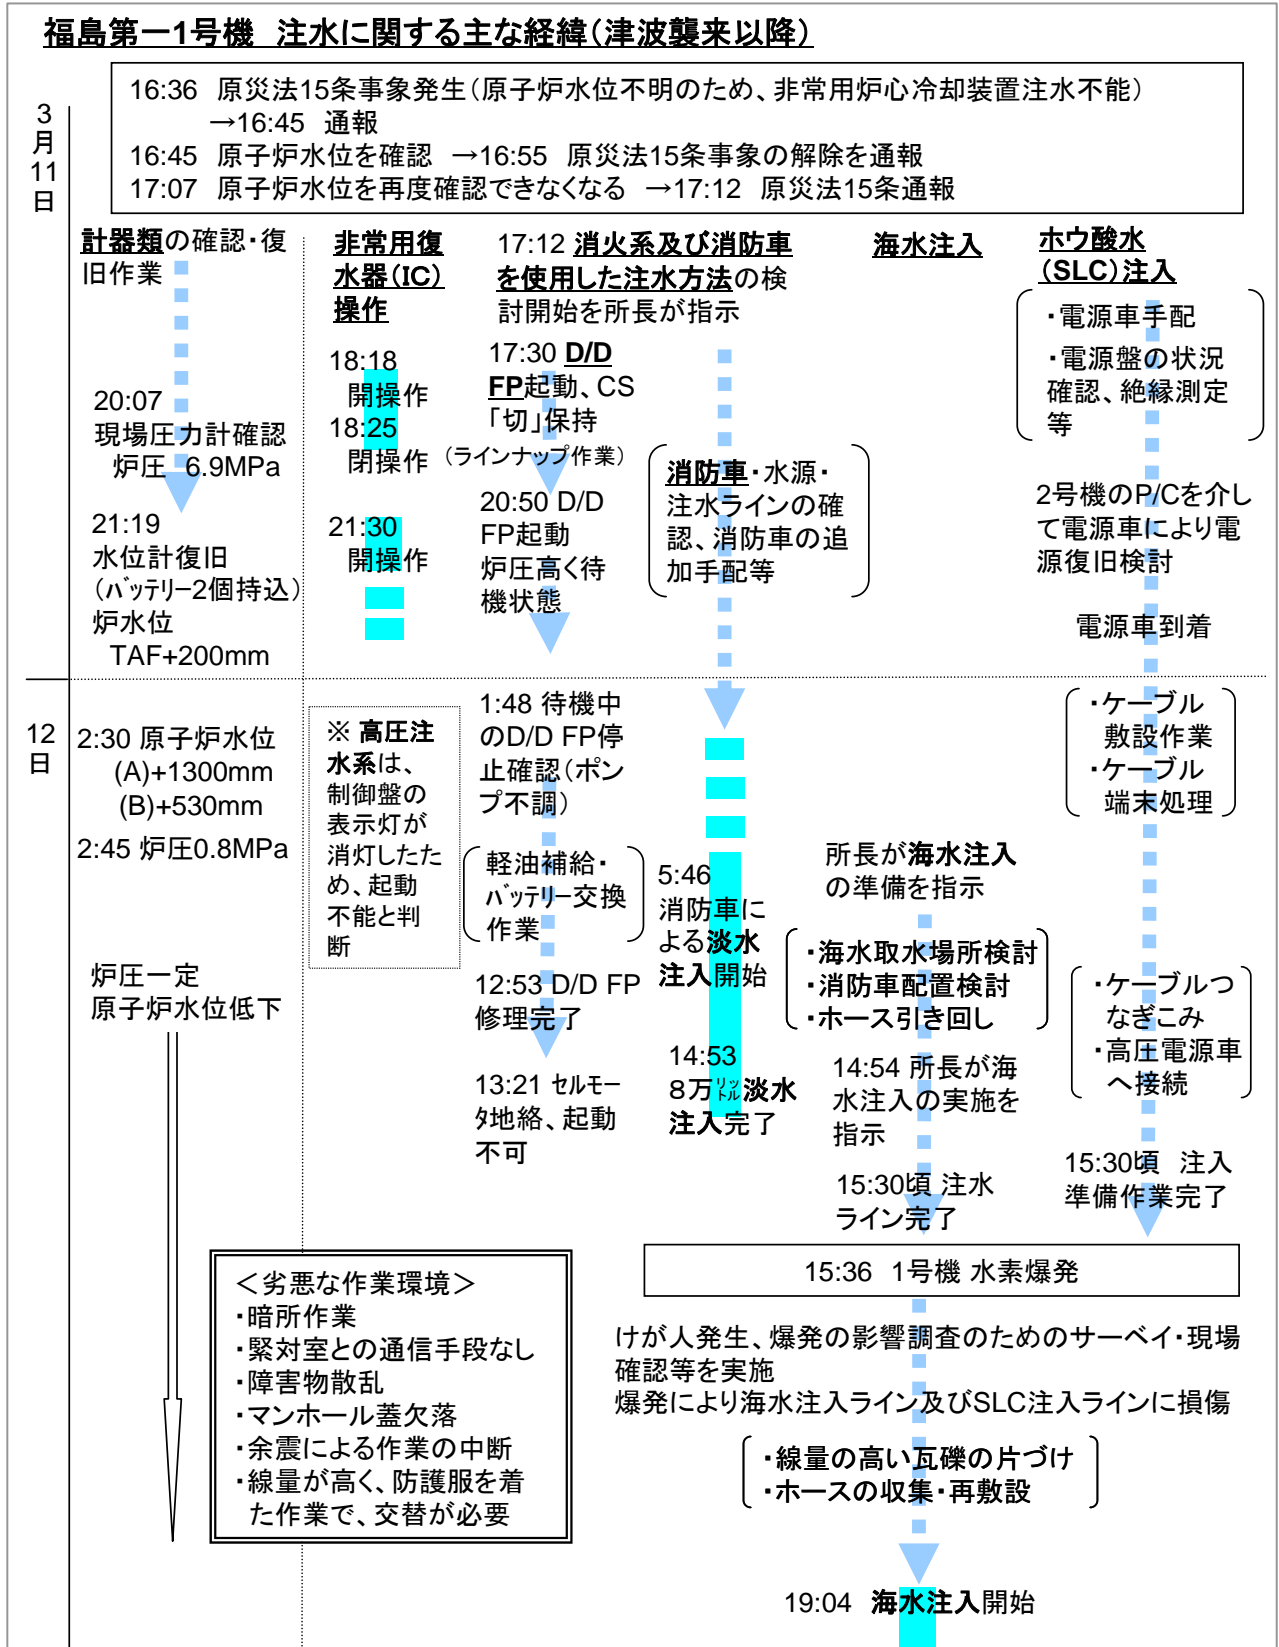 福島第一1号機　注水に関する主な経緯（津波襲来以降）
16:36 原災法15条事象発生（原子炉水位不明のため、非常用炉心冷却装置注水不能）
→16:45 通報
16:45 原子炉水位を確認 →16:55 原災法15条事象の解除を通報
17:07 原子炉水位を再度確認できなくなる →17:12 原災法15条通報
3
月
11
日
計器類の確認・復
旧作業
20:07
現場圧力計確認
炉圧 6.9MPa
21:19
水位計復旧
（バッテリー2個持込）
炉水位
TAF+200mm
非常用復
水器（IC）
操作
18:18
開操作
18:25
閉操作
21:30
開操作
17:12 消火系及び消防車
を使用した注水方法の検
討開始を所長が指示
17:30 D/D
FP起動、CS
「切」保持
（ラインナップ作業）
20:50 D/D
FP起動
炉圧高く待
機状態
消防車・水源・
注水ラインの確
認、消防車の追
加手配等
海水注入
ホウ酸水
（SLC）注入
・電源車手配
・電源盤の状況
確認、絶縁測定
等
2号機のP/Cを介し
て電源車により電
源復旧検討
電源車到着
12
日
2:30 原子炉水位
(A)+1300mm
(B)+530mm
2:45 炉圧0.8MPa
炉圧一定
原子炉水位低下
※ 高圧注
水系は、
制御盤の
表示灯が
消灯したた
め、起動
不能と判
断
1:48 待機中
のD/D FP停
止確認（ポン
プ不調）
軽油補給・
バッテリー交換
作業
12:53 D/D FP
修理完了
13:21 セルモー
タ地絡、起動
不可
5:46
消防車に
よる淡水
注入開始
14:53
８万リットル淡水
注入完了
所長が海水注入
の準備を指示
・海水取水場所検討
・消防車配置検討
・ホース引き回し
14:54 所長が海
水注入の実施を
指示
15:30頃 注水
ライン完了
・ケーブル
敷設作業
・ケーブル
端末処理
・ケーブルつ
なぎこみ
・高圧電源車
へ接続
15:30頃　注入
準備作業完了
15:36 1号機 水素爆発
けが人発生、爆発の影響調査のためのサーベイ・現場
確認等を実施
爆発により海水注入ライン及びSLC注入ラインに損傷
・線量の高い瓦礫の片づけ
・ホースの収集・再敷設
19:04 海水注入開始
＜劣悪な作業環境＞
・暗所作業
・緊対室との通信手段なし
・障害物散乱
・マンホール蓋欠落
・余震による作業の中断
・線量が高く、防護服を着
た作業で、交替が必要